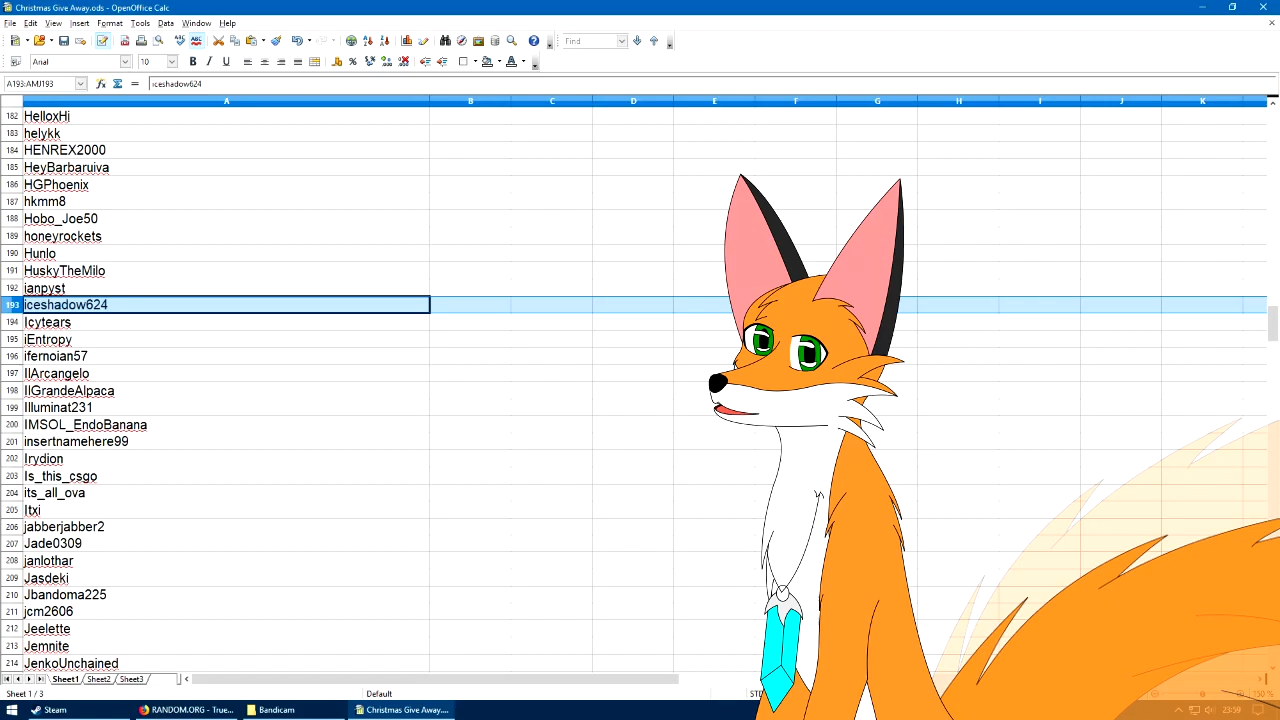 Christmas Give Away.ods - OpenOffice Calc
File Edit View Insert Format Tools Data Window Help
Find
Arial 10
A193:AMJ193 iceshadow624
A B C D E F G H I J K
182 HelloxHi
183 helykk
184 HENREX2000
185 HeyBarbaruiva
186 HGPhoenix
187 hkmm8
188 Hobo_Joe50
189 honeyrockets
190 Hunlo
191 HuskyTheMilo
192 ianpyst
193 iceshadow624
194 Icytears
195 iEntropy
196 ifernoian57
197 IlArcangelo
198 IlGrandeAlpaca
199 Illuminat231
200 IMSOL_EndoBanana
201 insertnamehere99
202 Irydion
203 Is_this_csgo
204 its_all_ova
205 Itxi
206 jabberjabber2
207 Jade0309
208 janlothar
209 Jasdeki
210 Jbandoma225
211 jcm2606
212 Jeelette
213 Jemnite
214 JenkoUnchained
Sheet1 Sheet2 Sheet3
Sheet 1 / 3 Default STD 150 %
Steam RANDOM.ORG - True... Bandicam Christmas Give Away.... 23:59